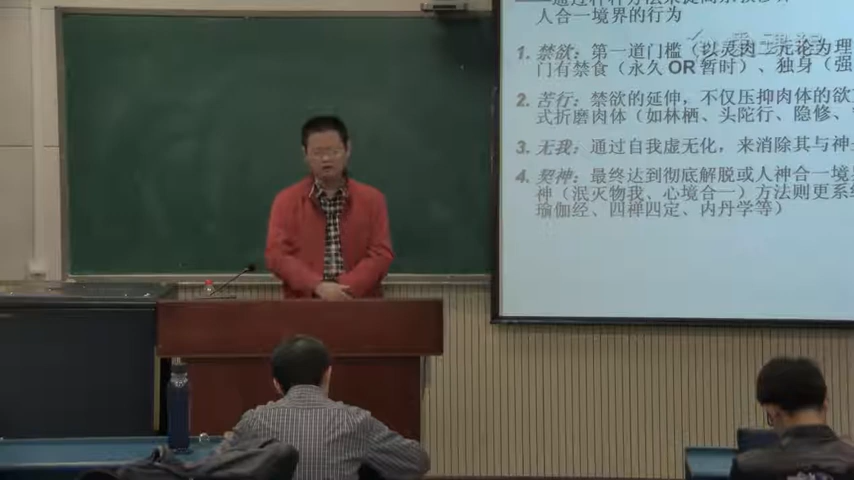 人合一境界的行为
1. 禁欲：第一道门槛（以灵肉二元论为理
门有禁食（永久OR暂时）、独身（强
2. 苦行：禁欲的延伸，不仅压抑肉体的欲
式折磨肉体（如林栖、头陀行、隐修、
3. 无我：通过自我虚无化，来消除其与神
4. 契神：最终达到彻底解脱或人神合一境
神（泯灭物我、心境合一）方法则更系
瑜伽经、四禅四定、内丹学等）